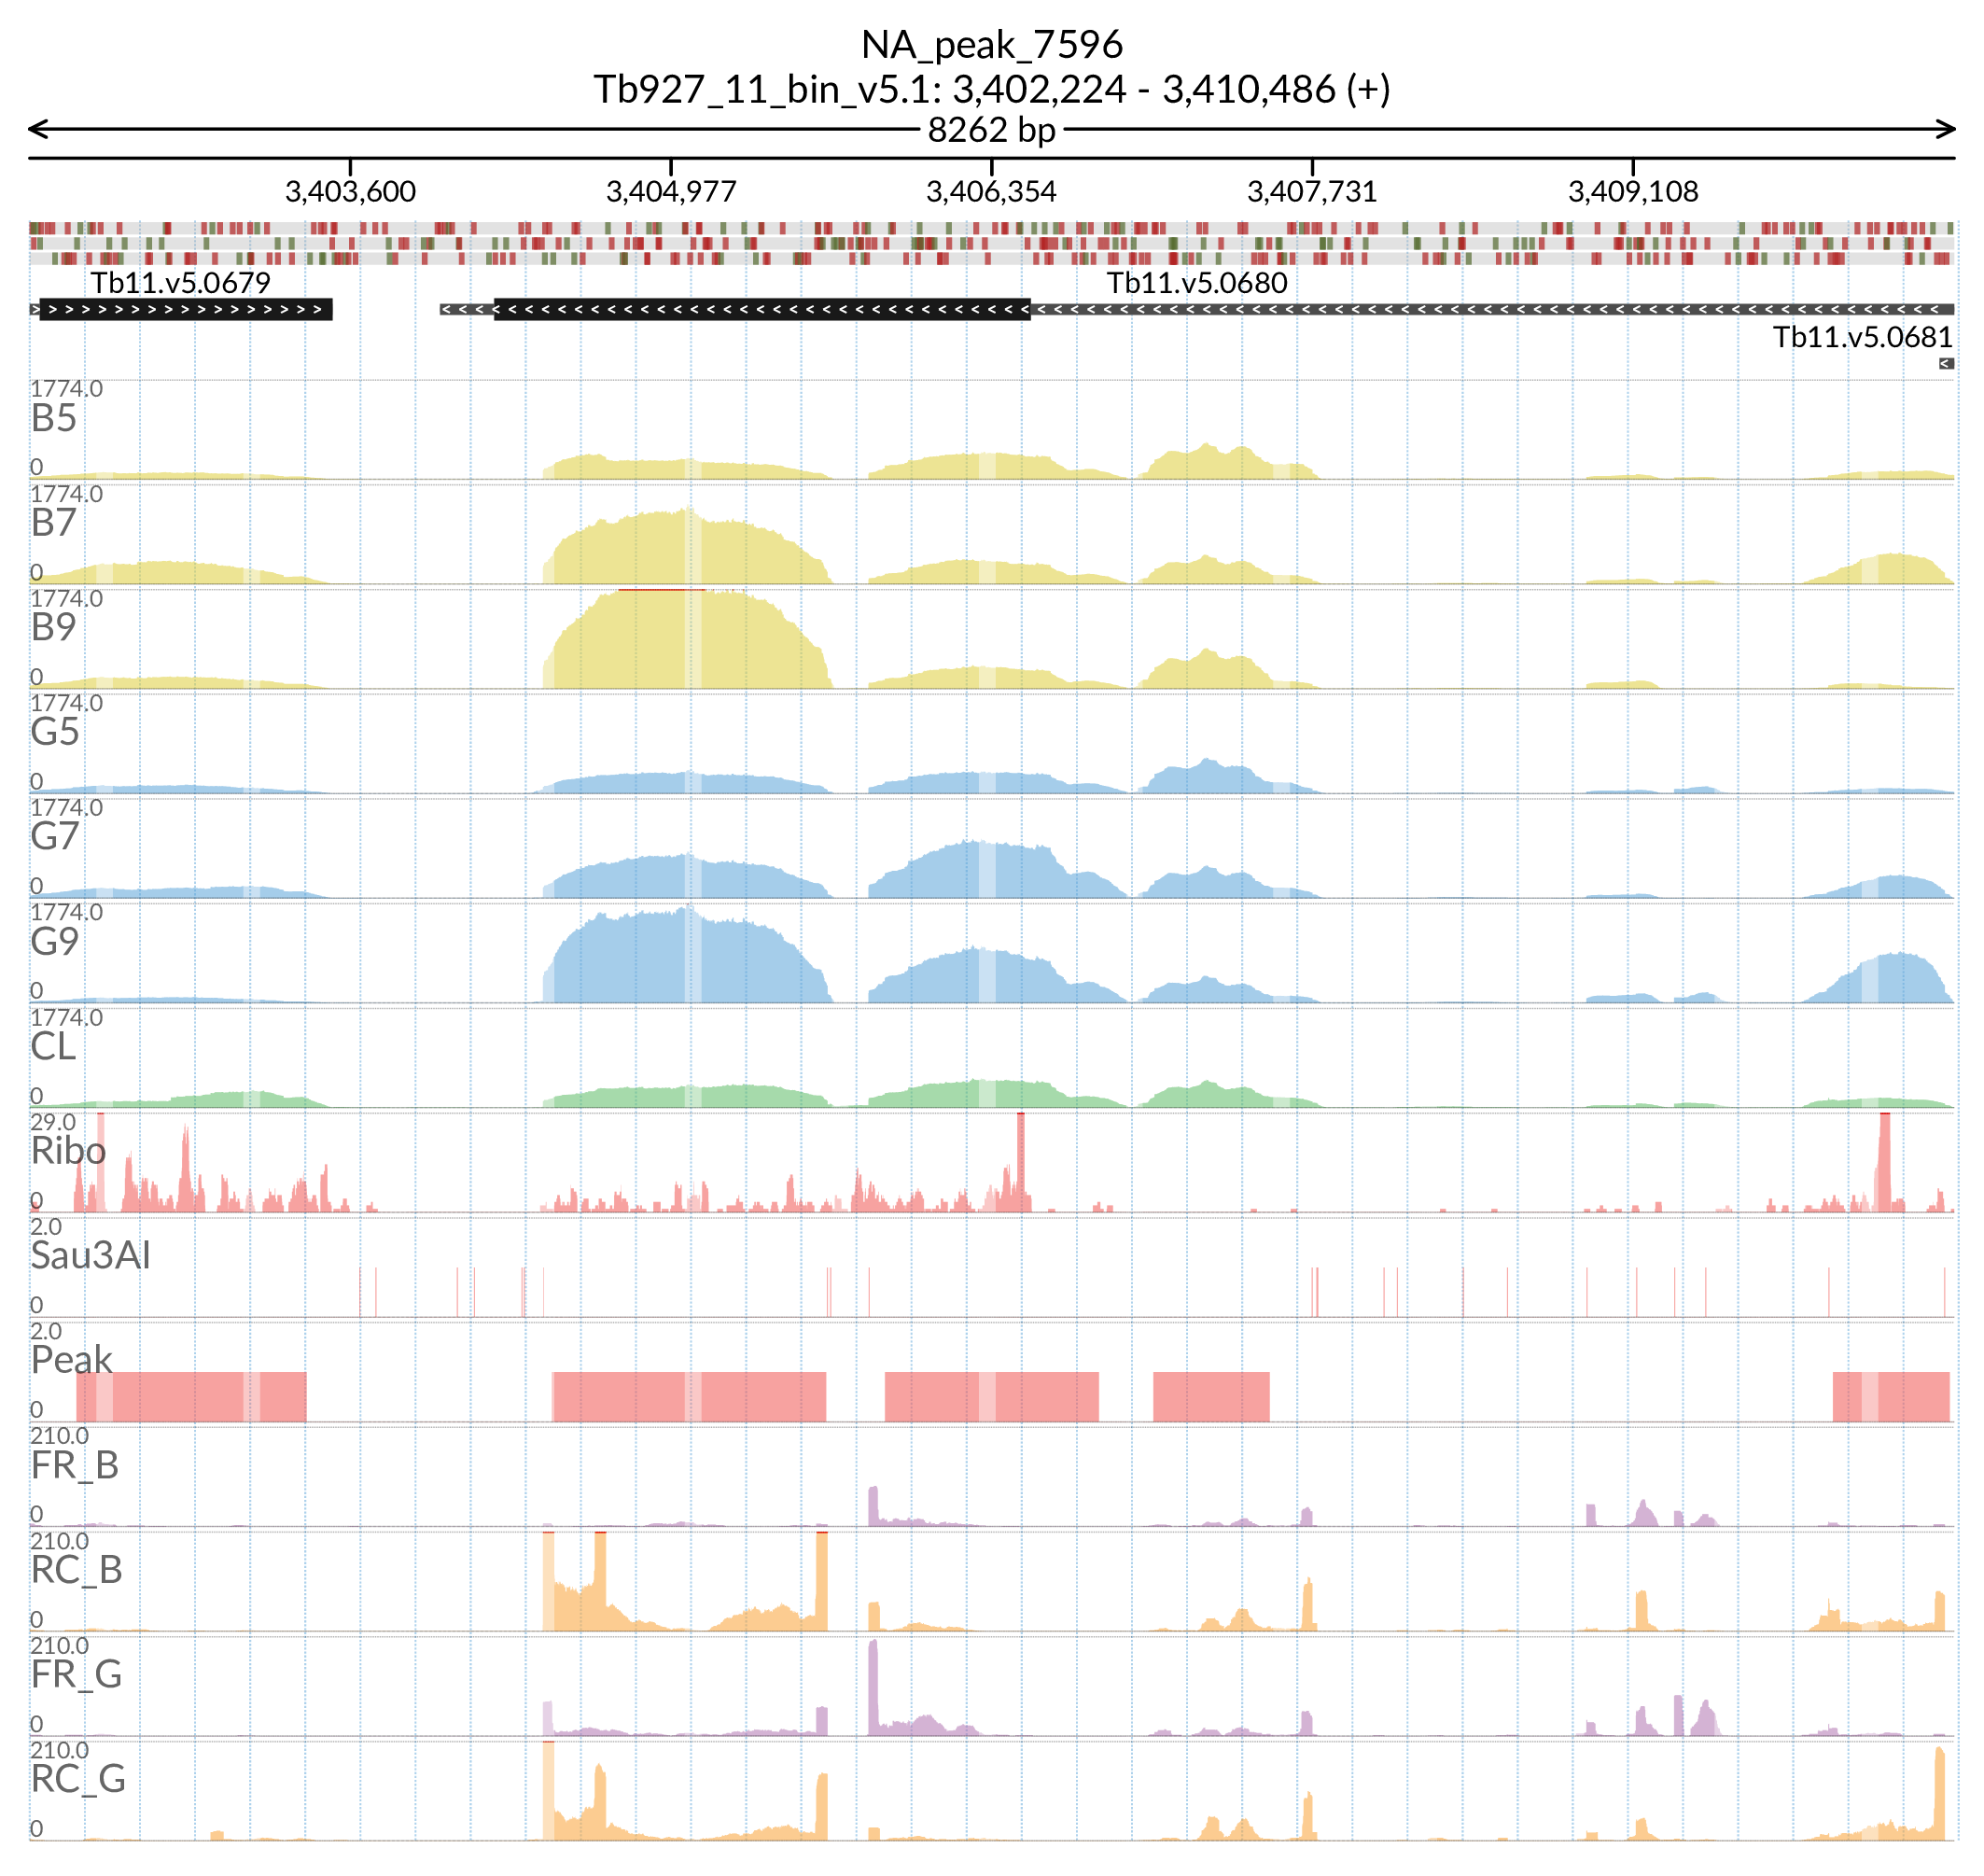 NA_peak_7596
Tb927_11_bin_v5.1: 3,402,224 - 3,410,486 (+)
8262 bp
3,403,600 3,404,977 3,406,354 3,407,731 3,409,108
Tb11.v5.0679 Tb11.v5.0680
Tb11.v5.0681
1774.0
B5
0
1774.0
B7
0
1774.0
B9
0
1774.0
G5
0
1774.0
G7
0
1774.0
G9
0
1774.0
CL
0
29.0
Ribo
0
2.0
Sau3AI
0
2.0
Peak
0
210.0
FR_B
0
210.0
RC_B
0
210.0
FR_G
0
210.0
RC_G
0